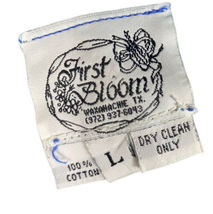 First
Bloom
WAXAHACHIE TX.
(972) 937-6043
100%
COTTON
L
DRY CLEAN
ONLY